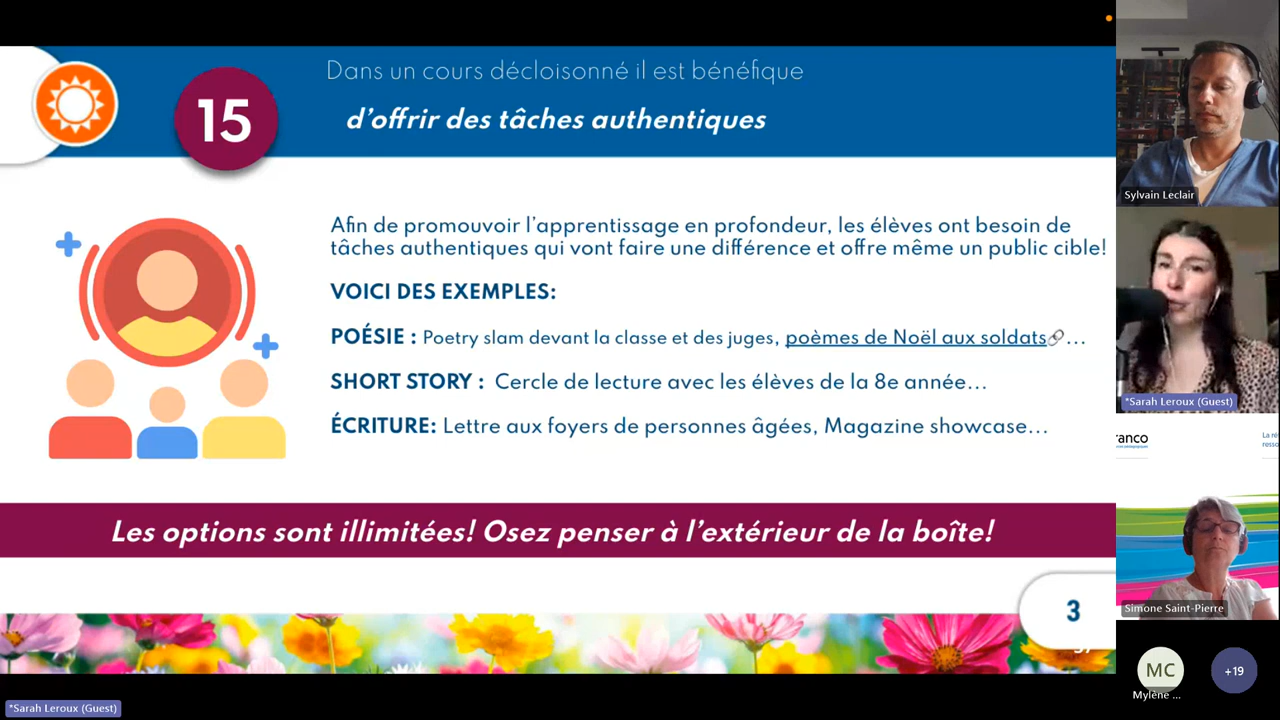 Dans un cours décloisonné il est bénéfique
15
d'offrir des tâches authentiques
Afin de promouvoir l'apprentissage en profondeur, les élèves ont besoin de
tâches authentiques qui vont faire une différence et offre même un public cible!
VOICI DES EXEMPLES:
POÉSIE : Poetry slam devant la classe et des juges, poèmes de Noël aux soldats...
SHORT STORY : Cercle de lecture avec les élèves de la 8e année...
ÉCRITURE: Lettre aux foyers de personnes âgées, Magazine showcase...
Les options sont illimitées! Osez penser à l'extérieur de la boîte!
3
Sylvain Leclair
*Sarah Leroux (Guest)
ranco
La ré
resso
Simone Saint-Pierre
MC
+19
Mylène ...
*Sarah Leroux (Guest)